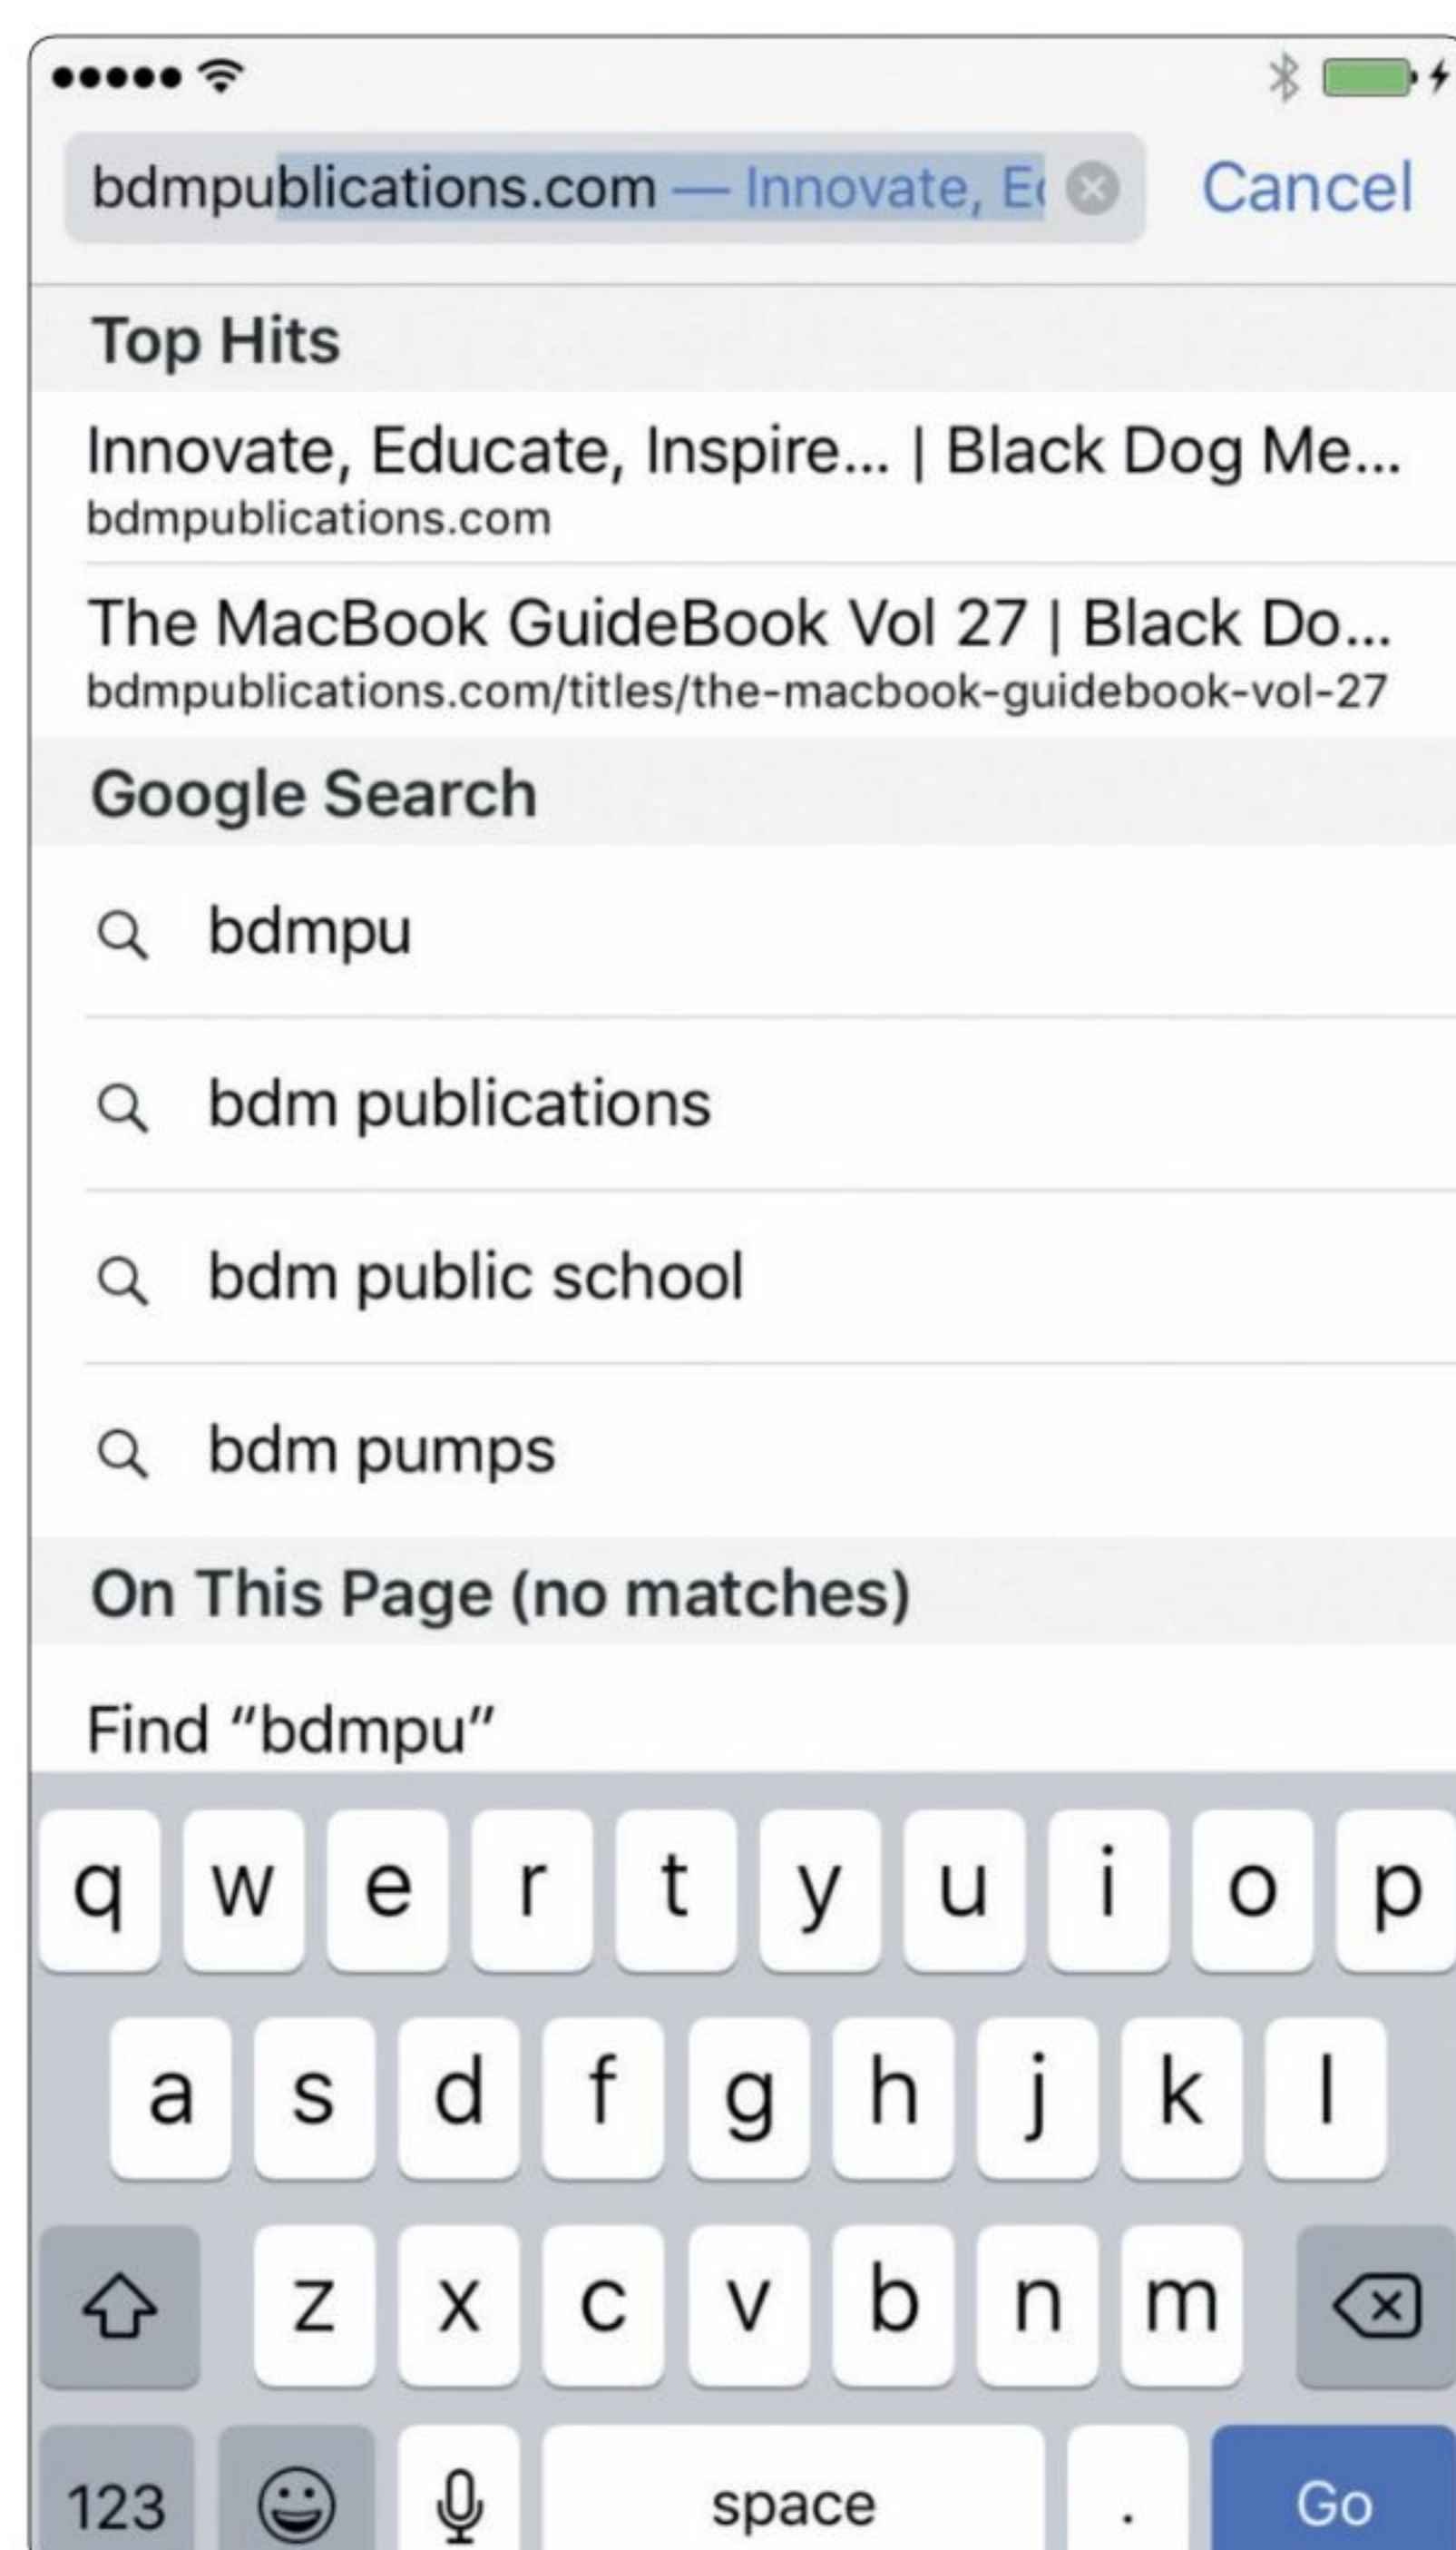 bdmpublications.com — Innovate, Ed
Cancel
Top Hits
Innovate, Educate, Inspire... | Black Dog Me...
bdmpublications.com
The MacBook GuideBook Vol 27 | Black Do...
bdmpublications.com/titles/the-macbook-guidebook-vol-27
Google Search
bdmpu
bdm publications
bdm public school
bdm pumps
On This Page (no matches)
Find “bdmpu”
q w e r t y u i o p
a s d f g h j k l
z x c v b n m
123 space . Go